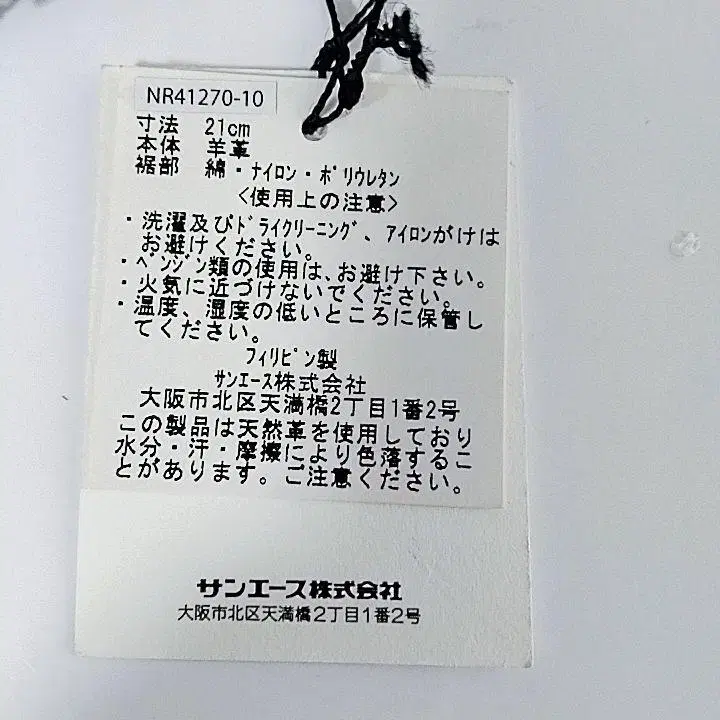 NR41270-10
寸法　21cm
本体　羊革
裾部　綿・ﾅｲﾛﾝ・ﾎﾟﾘｳﾚﾀﾝ
<使用上の注意>
・洗濯及びﾄﾞﾗｲｸﾘｰﾆﾝｸﾞ、ｱｲﾛﾝがけは
お避けください。
・ﾍﾞﾝｼﾞﾝ類の使用は､お避け下さい。
・火気に近づけないでください。
・温度、湿度の低いところに保管し
てください。
ﾌｨﾘﾋﾟﾝ製
ｻﾝｴｰｽ株式会社
大阪市北区天満橋2丁目1番2号
この製品は天然革を使用しており
水分・汗・摩擦により色落するこ
とがあります。ご注意ください。
サンエース株式会社
大阪市北区天満橋2丁目1番2号